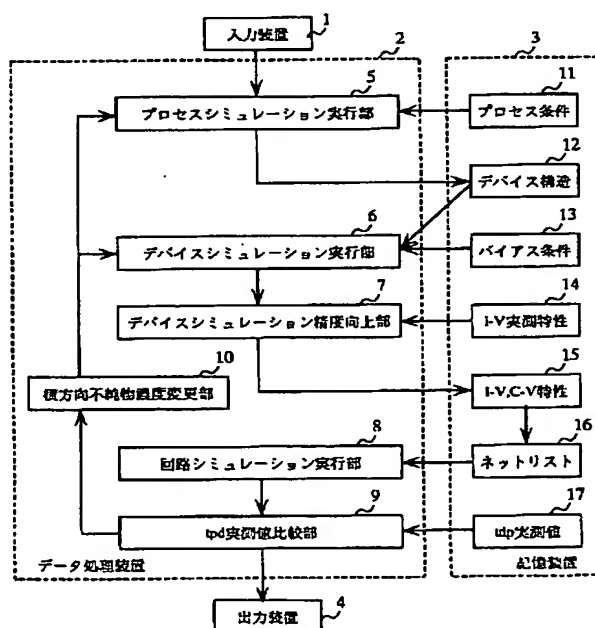 1
入力装置
2
3
5
プロセスシミュレーション実行部
11
プロセス条件
12
デバイス構造
6
デバイスシミュレーション実行部
13
バイアス条件
7
デバイスシミュレーション精度向上部
14
I-V実測特性
10
横方向不純物濃度変更部
15
I-V,C-V特性
8
回路シミュレーション実行部
16
ネットリスト
9
tpd実測値比較部
17
tdp実測値
データ処理装置
記憶装置
4
出力装置